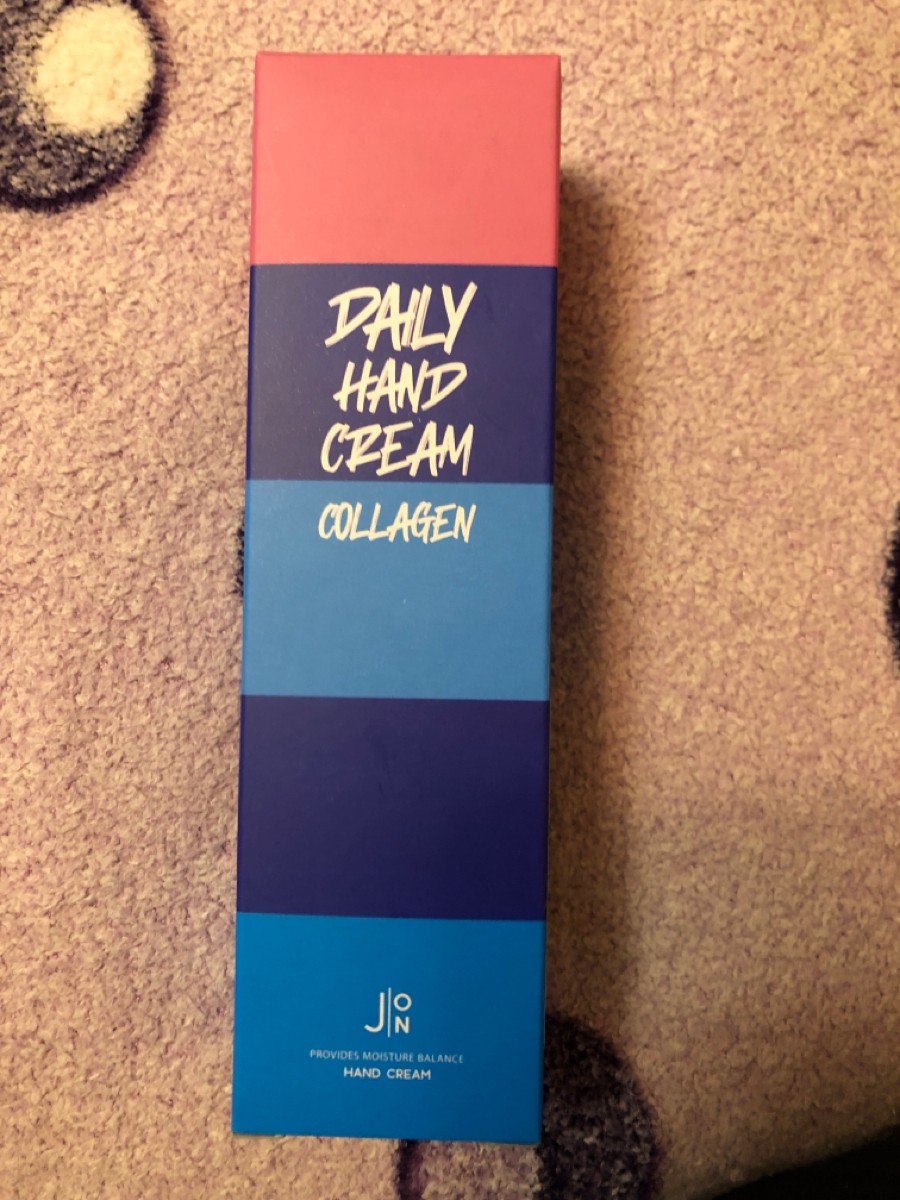 DAILY
HAND
CREAM
COLLAGEN
J|ON
PROVIDES MOISTURE BALANCE
HAND CREAM